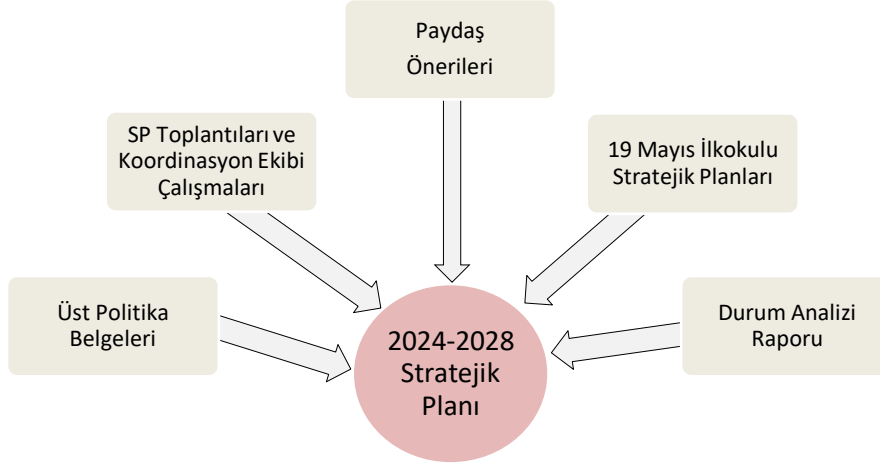 Paydaş
Önerileri
SP Toplantıları ve
Koordinasyon Ekibi
Çalışmaları
19 Mayıs İlkokulu
Stratejik Planları
Üst Politika
Belgeleri
Durum Analizi
Raporu
2024-2028
Stratejik
Planı